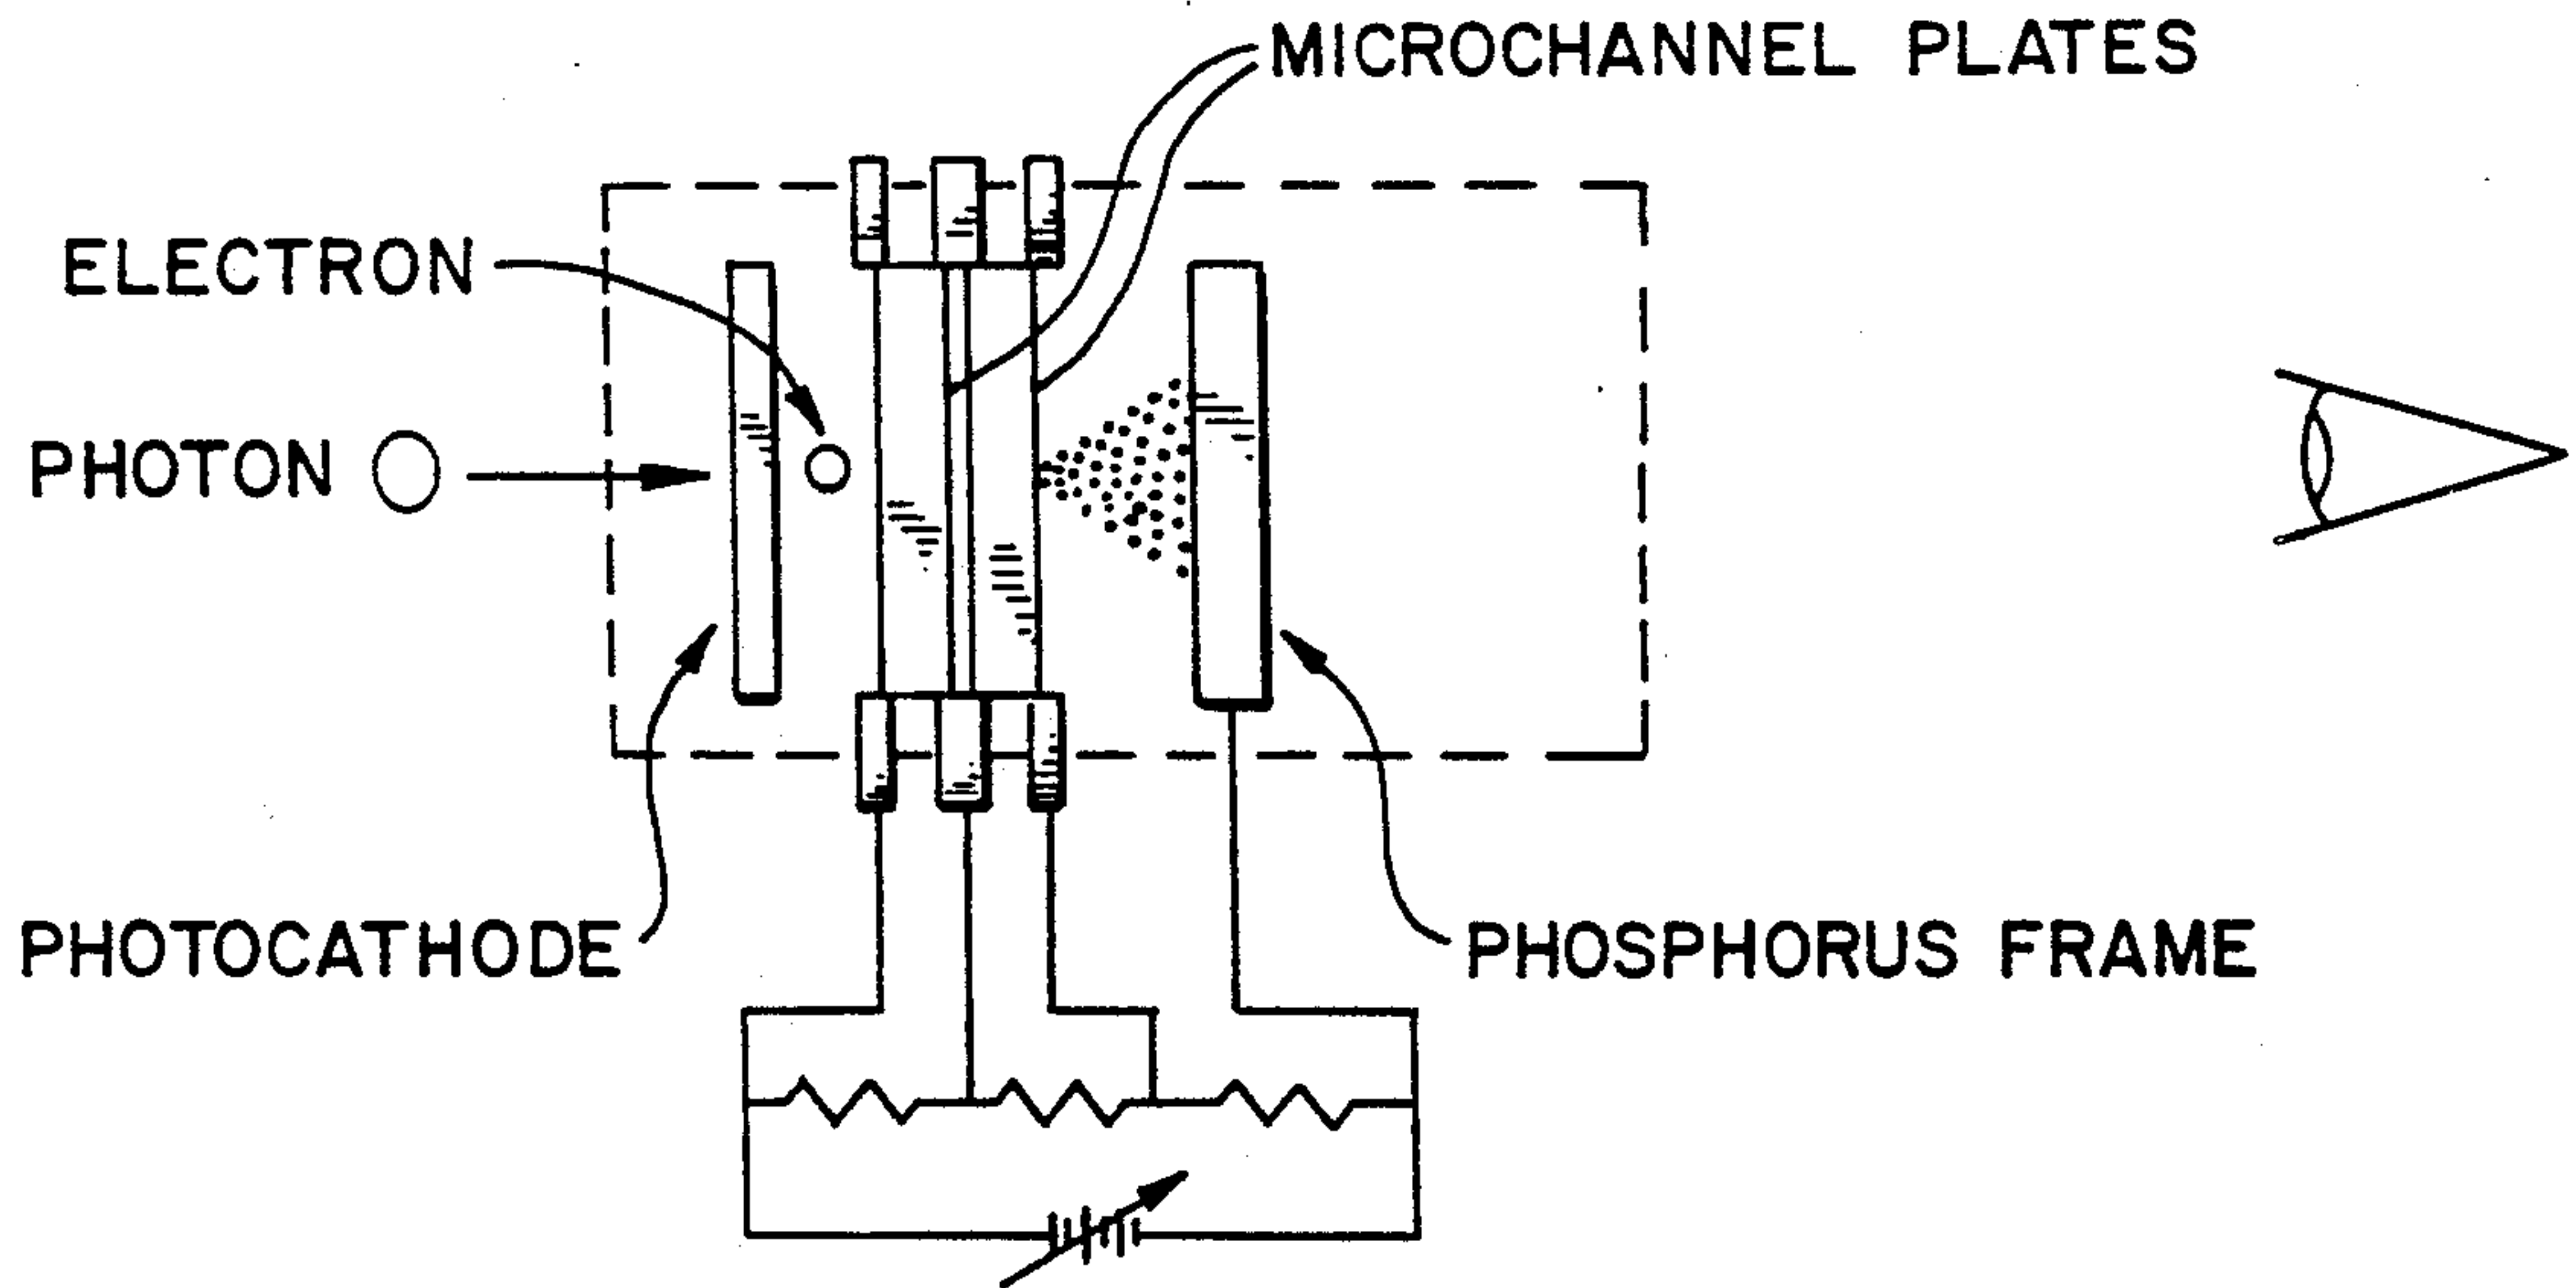 MICROCHANNEL PLATES
ELECTRON
PHOTON
PHOTOCATHODE
PHOSPHORUS FRAME